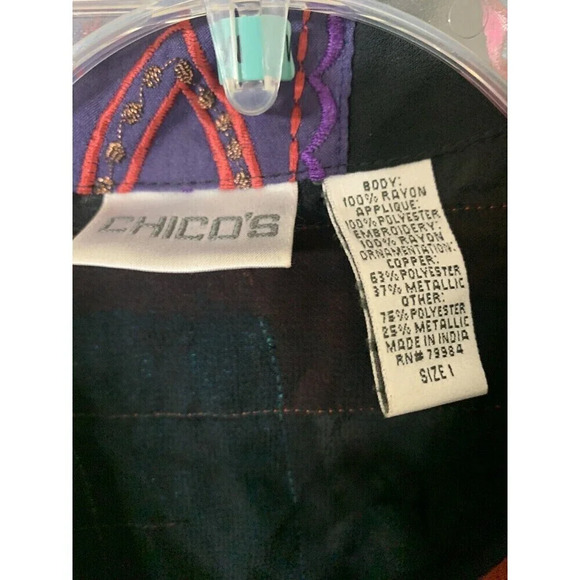 CHICO'S
BODY:
100% RAYON
APPLIQUE:
100% POLYESTER
EMBROIDERY:
100% RAYON
ORNAMENTATION:
COPPER:
63% POLYESTER
37% METALLIC
OTHER:
75% POLYESTER
25% METALLIC
MADE IN INDIA
RN# 79984
SIZE 1